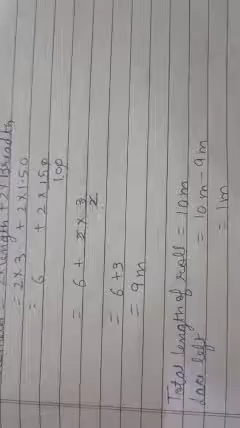 Length + 2 x Breadth
= 2 x 3 + 2 x 1.50
= 6 + 2 x 150/100
= 6 + 2 x 3/2
= 6 + 3
= 9 m
Total length of roll = 10 m
Lace left = 10 m - 9 m
= 1 m